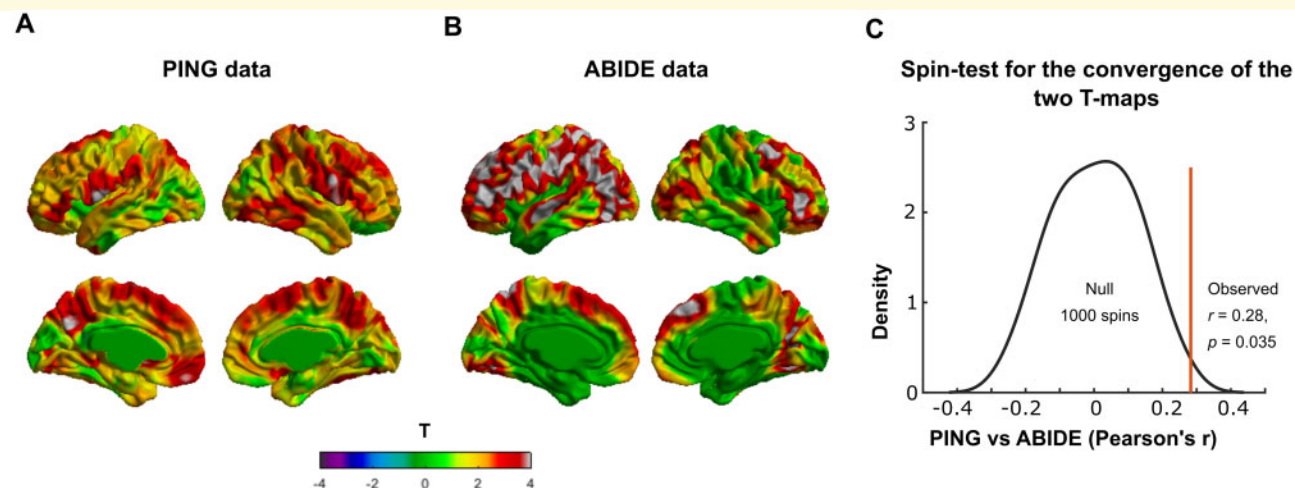 A
PING data
B
ABIDE data
C
Spin-test for the convergence of the
two T-maps
T
-4 -2 0 2 4
Density
3
2
1
0
Null
1000 spins
Observed
r = 0.28,
p = 0.035
-0.4 -0.2 0 0.2 0.4
PING vs ABIDE (Pearson's r)